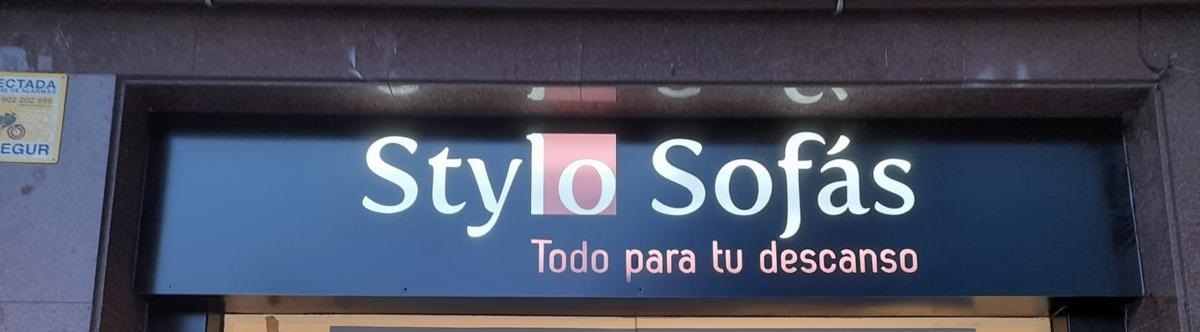 Stylo Sofás
Todo para tu descanso
ECTADA
902 202 999
EGUR